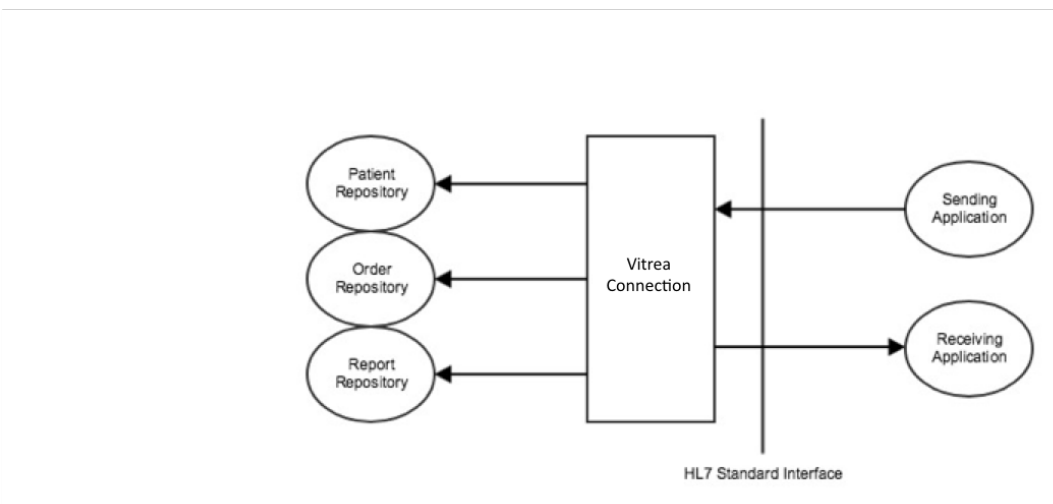 Patient
Repository
Order
Repository
Report
Repository
Vitrea
Connection
Sending
Application
Receiving
Application
HL7 Standard Interface